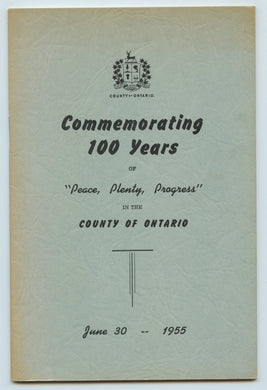 COUNTY OF ONTARIO
Commemorating
100 Years
OF
"Peace, Plenty, Progress"
IN THE
COUNTY OF ONTARIO
June 30 -- 1955